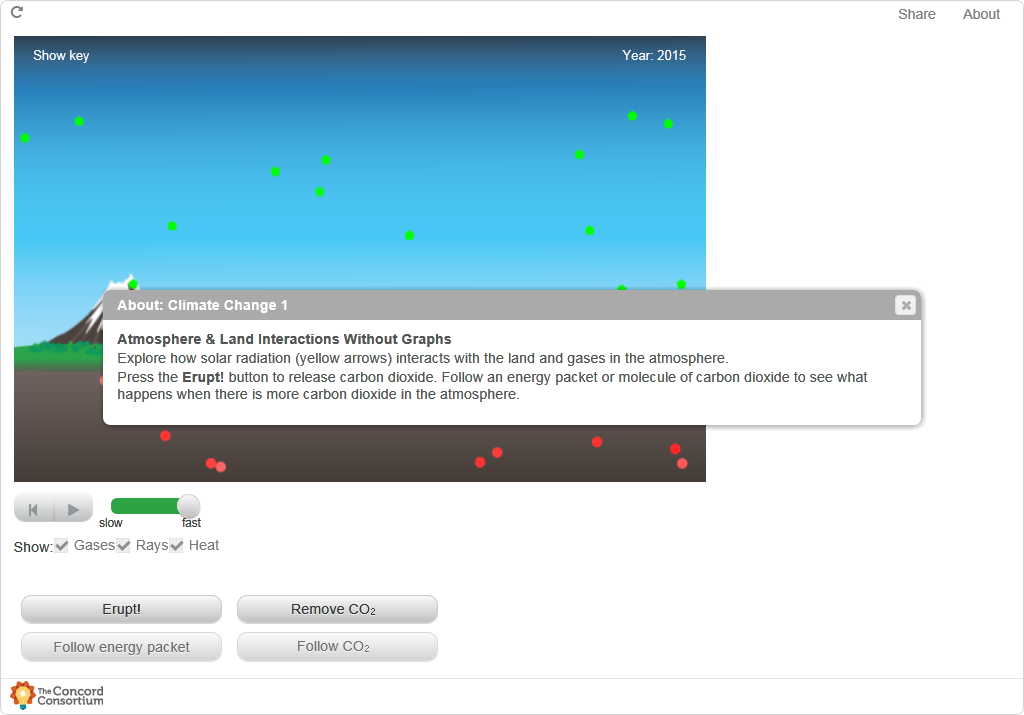 Share About
Show key Year: 2015
About: Climate Change 1
Atmosphere & Land Interactions Without Graphs
Explore how solar radiation (yellow arrows) interacts with the land and gases in the atmosphere.
Press the Erupt! button to release carbon dioxide. Follow an energy packet or molecule of carbon dioxide to see what
happens when there is more carbon dioxide in the atmosphere.
slow fast
Show: Gases Rays Heat
Erupt! Remove CO₂
Follow energy packet Follow CO₂
The Concord
Consortium